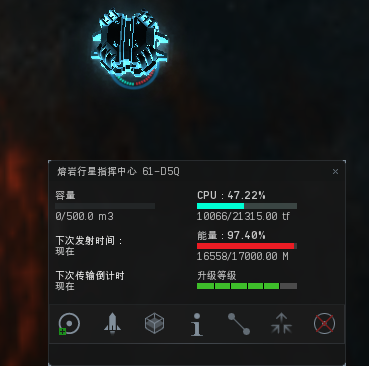 熔岩行星指挥中心 61-D5Q
容量
0/500.0 m3
CPU：47.22%
10066/21315.00 tf
下次发射时间：
现在
能量：97.40%
16558/17000.00 M
下次传输倒计时
现在
升级等级